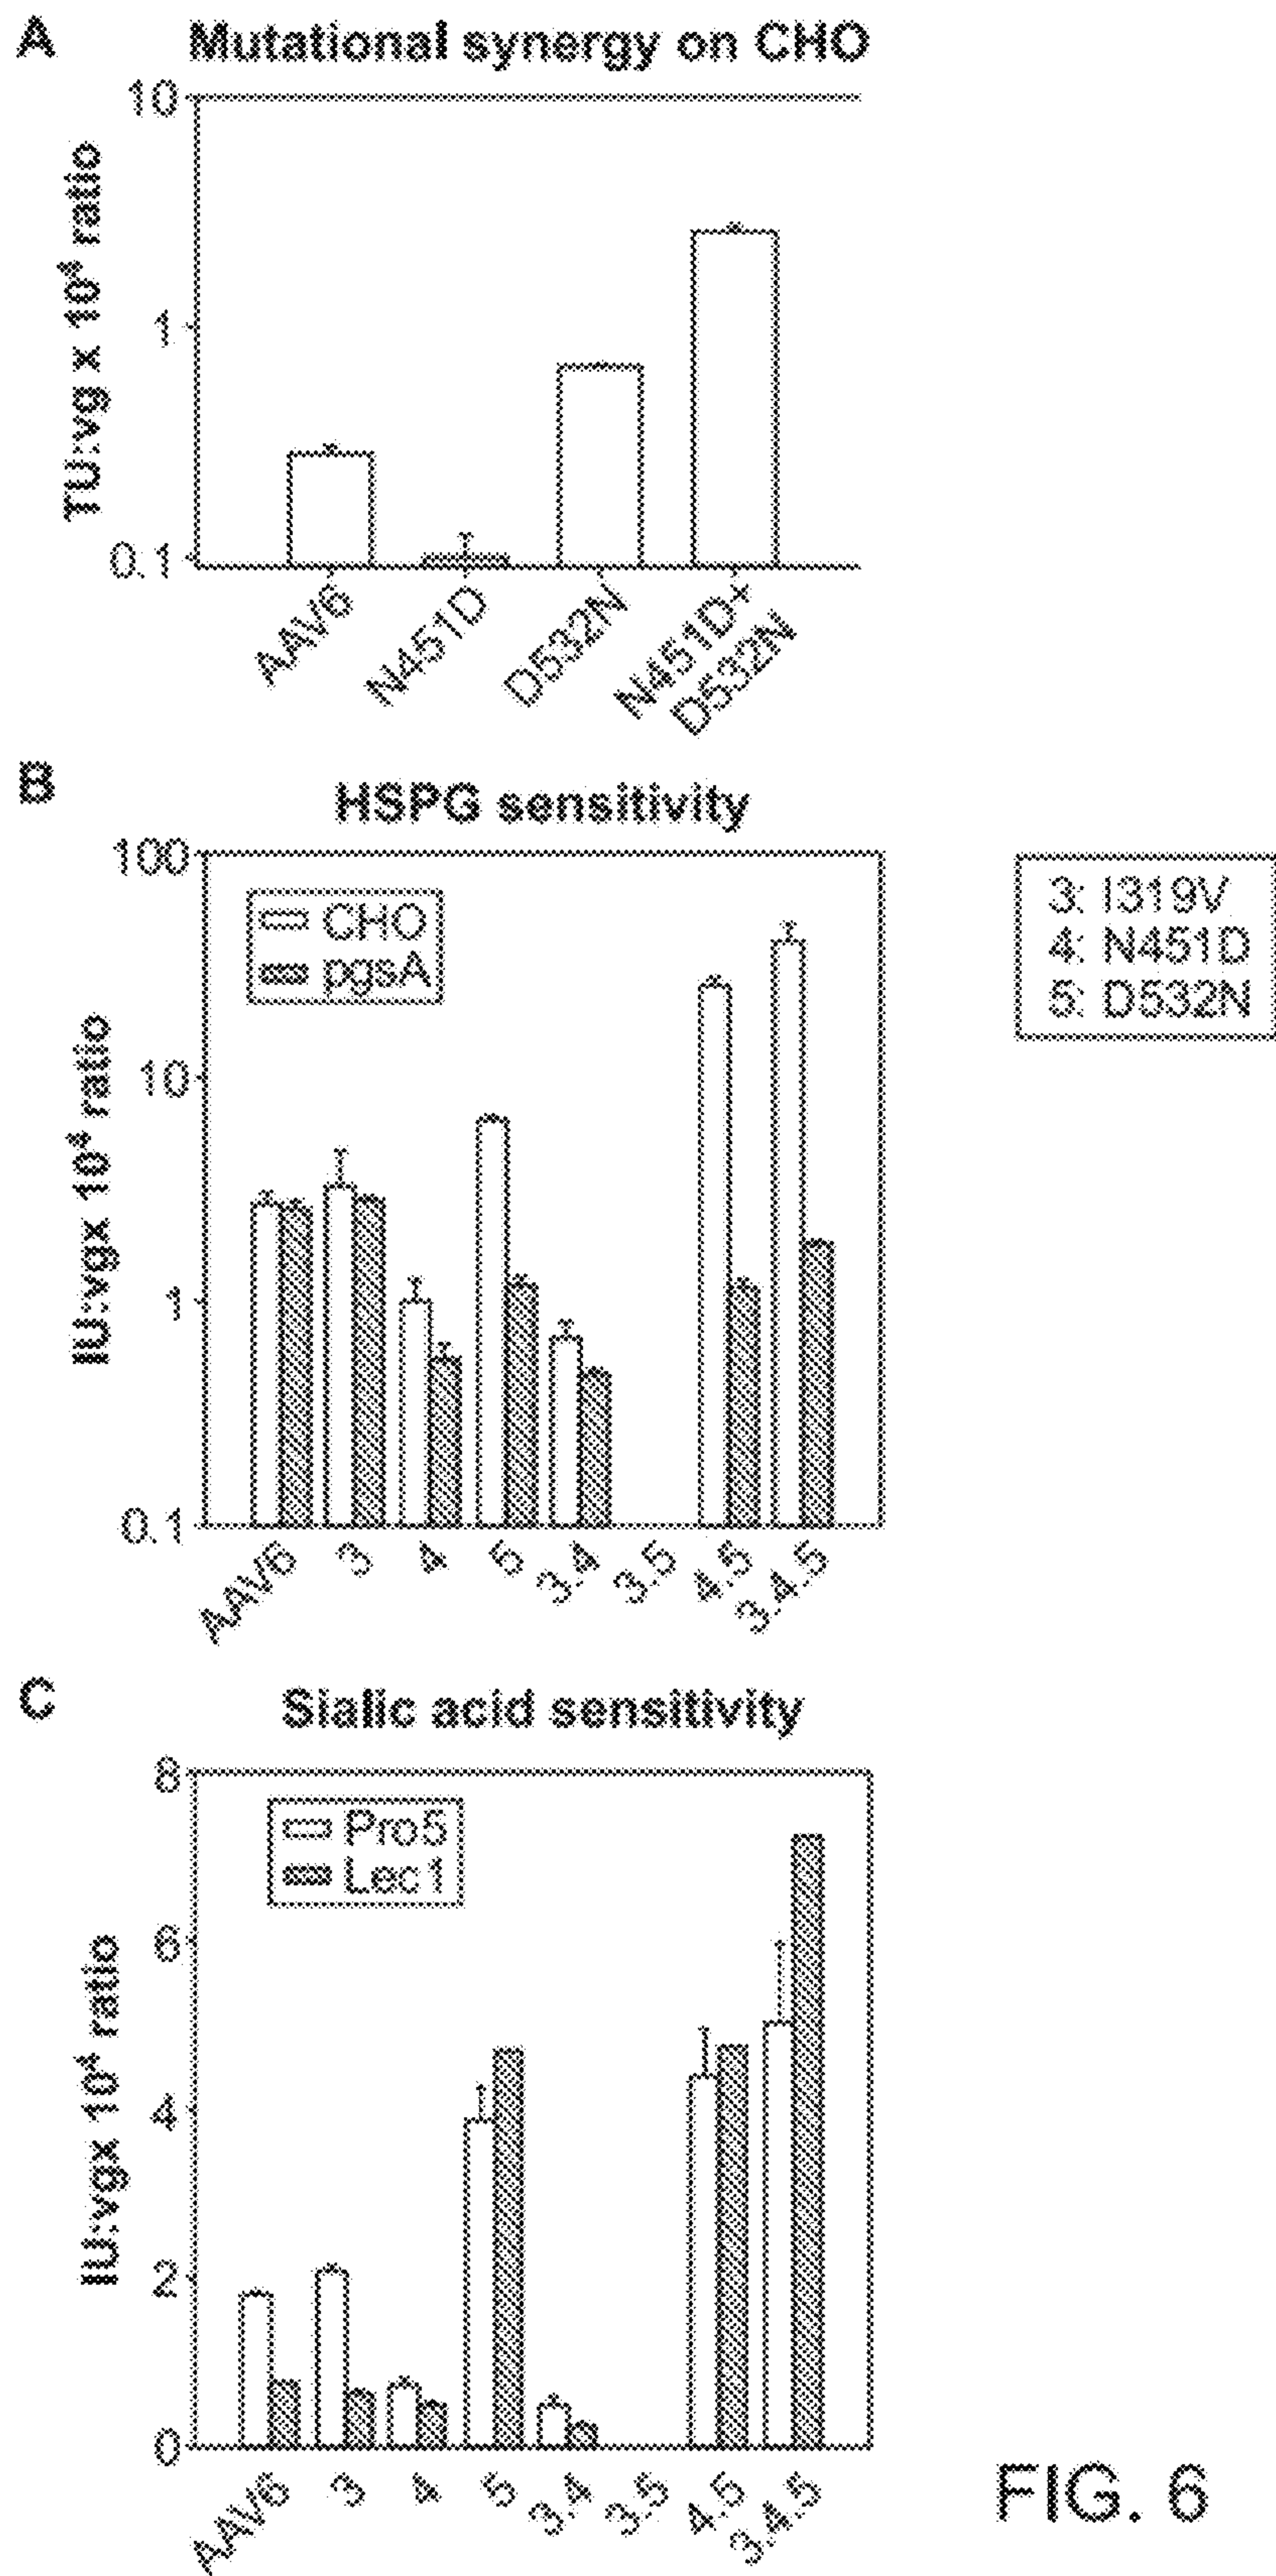 A Mutational synergy on CHO
TU:vg x 10⁴ ratio
10
1
0.1
AAV6
N451D
D532N
N451D+
D532N
B HSPG sensitivity
IU:vgx 10⁴ ratio
100
10
1
0.1
CHO
pgsA
3: I319V
4: N451D
5: D532N
AAV6
3
4
5
3.4
3.5
4.5
3.4.5
C Sialic acid sensitivity
IU:vgx 10⁴ ratio
8
6
4
2
0
Pro5
Lec1
AAV6
3
4
5
3.4
3.5
4.5
3.4.5
FIG. 6